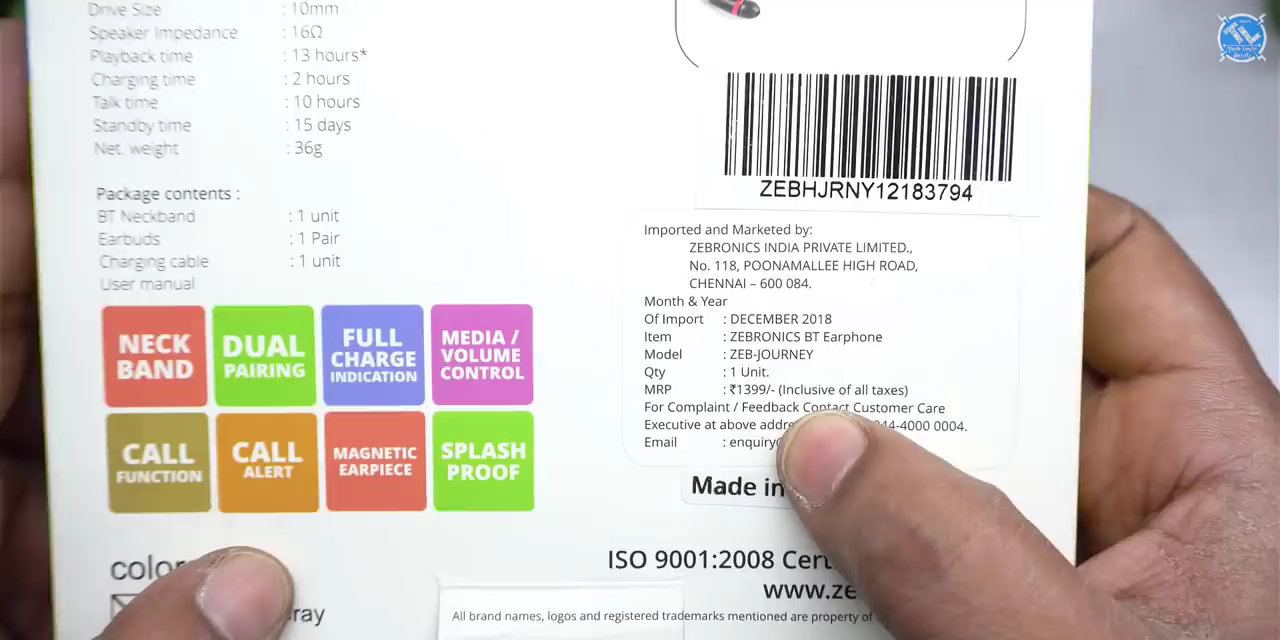 Drive Size : 10mm
Speaker Impedance : 16Ω
Playback time : 13 hours*
Charging time : 2 hours
Talk time : 10 hours
Standby time : 15 days
Net. weight : 36g
Package contents :
BT Neckband : 1 unit
Earbuds : 1 Pair
Charging cable : 1 unit
User manual
NECK
BAND
DUAL
PAIRING
FULL
CHARGE
INDICATION
MEDIA /
VOLUME
CONTROL
CALL
FUNCTION
CALL
ALERT
MAGNETIC
EARPIECE
SPLASH
PROOF
ZEBHJRNY12183794
Imported and Marketed by:
ZEBRONICS INDIA PRIVATE LIMITED.,
No. 118, POONAMALLEE HIGH ROAD,
CHENNAI – 600 084.
Month & Year
Of Import : DECEMBER 2018
Item : ZEBRONICS BT Earphone
Model : ZEB-JOURNEY
Qty : 1 Unit.
MRP : ₹1399/- (Inclusive of all taxes)
For Complaint / Feedback Contact Customer Care
Executive at above 044-4000 0004.
Email : enquiry
Made in
ISO 9001:2008
www.ze
All brand names, logos and registered trademarks mentioned are property of